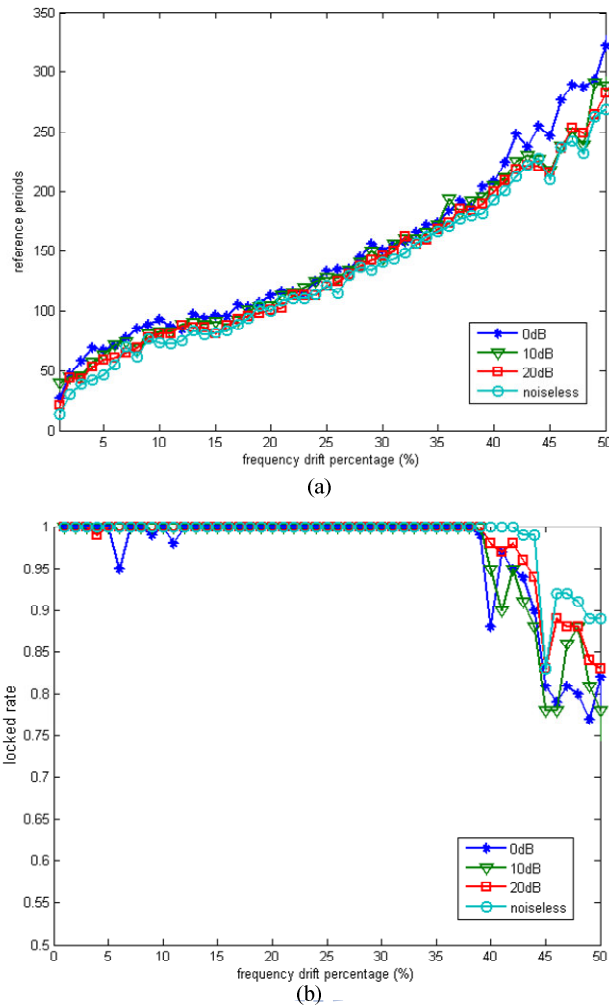 350
300
250
200
150
100
50
0
reference periods
5 10 15 20 25 30 35 40 45 50
frequency drift percentage (%)
0dB
10dB
20dB
noiseless
(a)
1
0.95
0.9
0.85
0.8
0.75
0.7
0.65
0.6
0.55
0.5
locked rate
5 10 15 20 25 30 35 40 45 50
frequency drift percentage (%)
0dB
10dB
20dB
noiseless
(b)